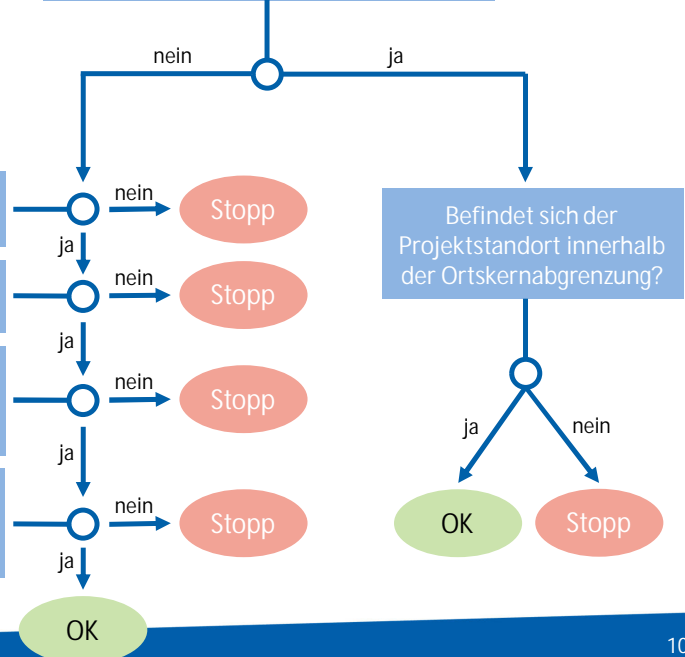 nein
ja
nein
Stopp
ja
nein
Stopp
ja
nein
Stopp
ja
nein
Stopp
ja
OK
Befindet sich der
Projektstandort innerhalb
der Ortskernabgrenzung?
ja
nein
OK
Stopp
10